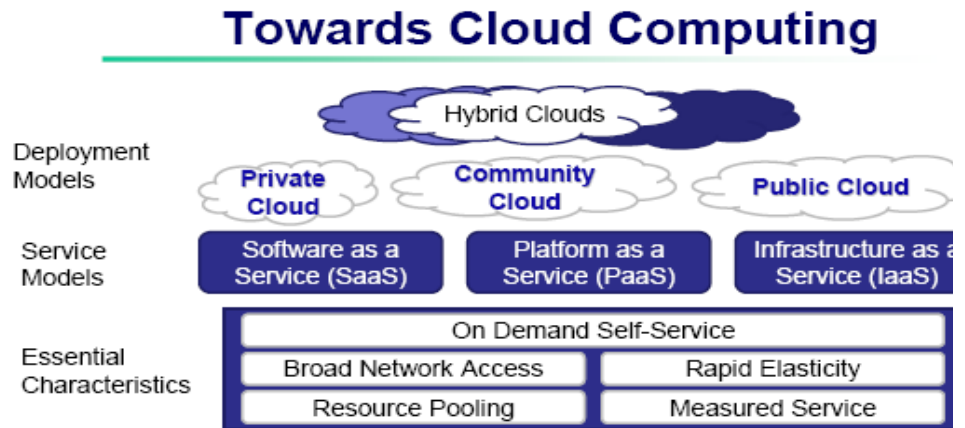 Towards Cloud Computing
Hybrid Clouds
Deployment
Models
Private
Cloud
Community
Cloud
Public Cloud
Service
Models
Software as a
Service (SaaS)
Platform as a
Service (PaaS)
Infrastructure as a
Service (IaaS)
Essential
Characteristics
On Demand Self-Service
Broad Network Access
Rapid Elasticity
Resource Pooling
Measured Service